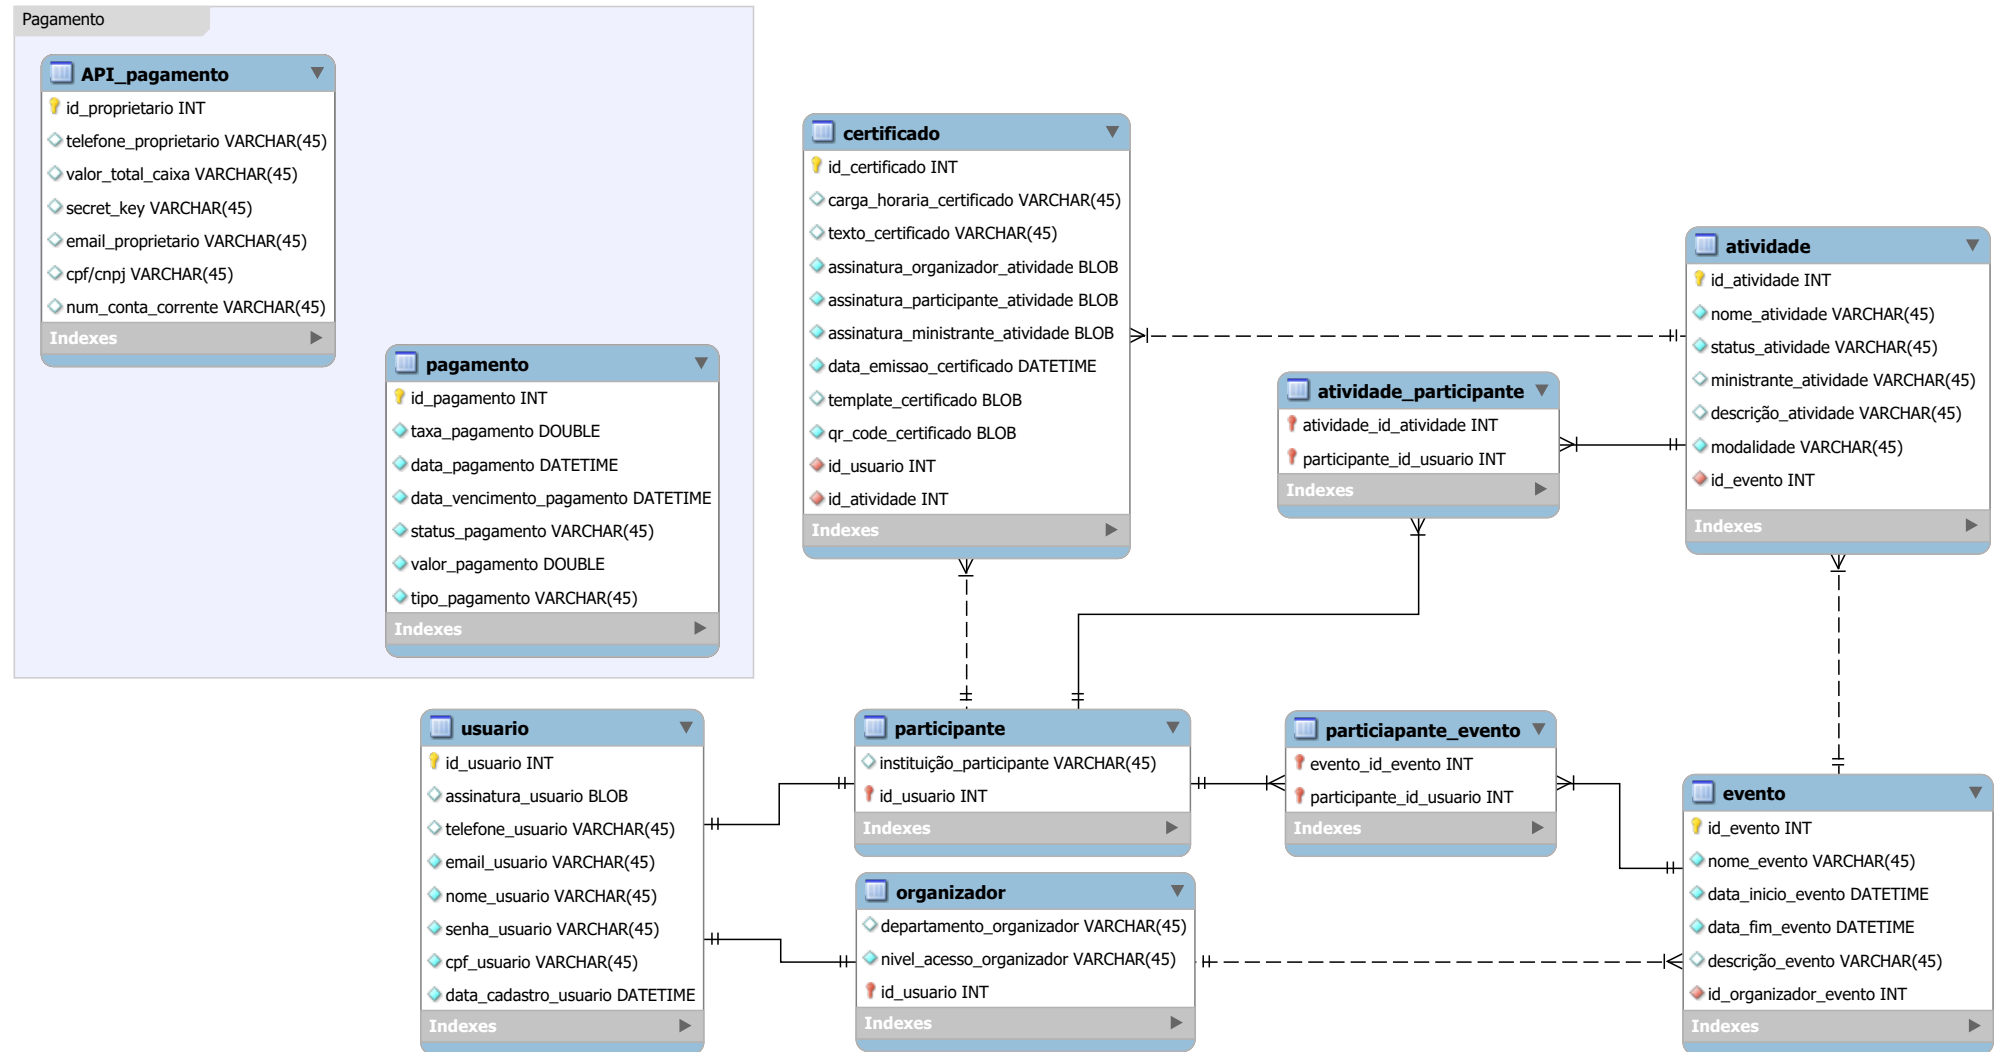 Pagamento
API_pagamento
id_proprietario INT
telefone_proprietario VARCHAR(45)
valor_total_caixa VARCHAR(45)
secret_key VARCHAR(45)
email_proprietario VARCHAR(45)
cpf/cnpj VARCHAR(45)
num_conta_corrente VARCHAR(45)
Indexes
pagamento
id_pagamento INT
taxa_pagamento DOUBLE
data_pagamento DATETIME
data_vencimento_pagamento DATETIME
status_pagamento VARCHAR(45)
valor_pagamento DOUBLE
tipo_pagamento VARCHAR(45)
Indexes
certificado
id_certificado INT
carga_horaria_certificado VARCHAR(45)
texto_certificado VARCHAR(45)
assinatura_organizador_atividade BLOB
assinatura_participante_atividade BLOB
assinatura_ministrante_atividade BLOB
data_emissao_certificado DATETIME
template_certificado BLOB
qr_code_certificado BLOB
id_usuario INT
id_atividade INT
Indexes
atividade_participante
atividade_id_atividade INT
participante_id_usuario INT
Indexes
atividade
id_atividade INT
nome_atividade VARCHAR(45)
status_atividade VARCHAR(45)
ministrante_atividade VARCHAR(45)
descrição_atividade VARCHAR(45)
modalidade VARCHAR(45)
id_evento INT
Indexes
usuario
id_usuario INT
assinatura_usuario BLOB
telefone_usuario VARCHAR(45)
email_usuario VARCHAR(45)
nome_usuario VARCHAR(45)
senha_usuario VARCHAR(45)
cpf_usuario VARCHAR(45)
data_cadastro_usuario DATETIME
Indexes
participante
instituição_participante VARCHAR(45)
id_usuario INT
Indexes
organizador
departamento_organizador VARCHAR(45)
nivel_acesso_organizador VARCHAR(45)
id_usuario INT
Indexes
particiapante_evento
evento_id_evento INT
participante_id_usuario INT
Indexes
evento
id_evento INT
nome_evento VARCHAR(45)
data_inicio_evento DATETIME
data_fim_evento DATETIME
descrição_evento VARCHAR(45)
id_organizador_evento INT
Indexes